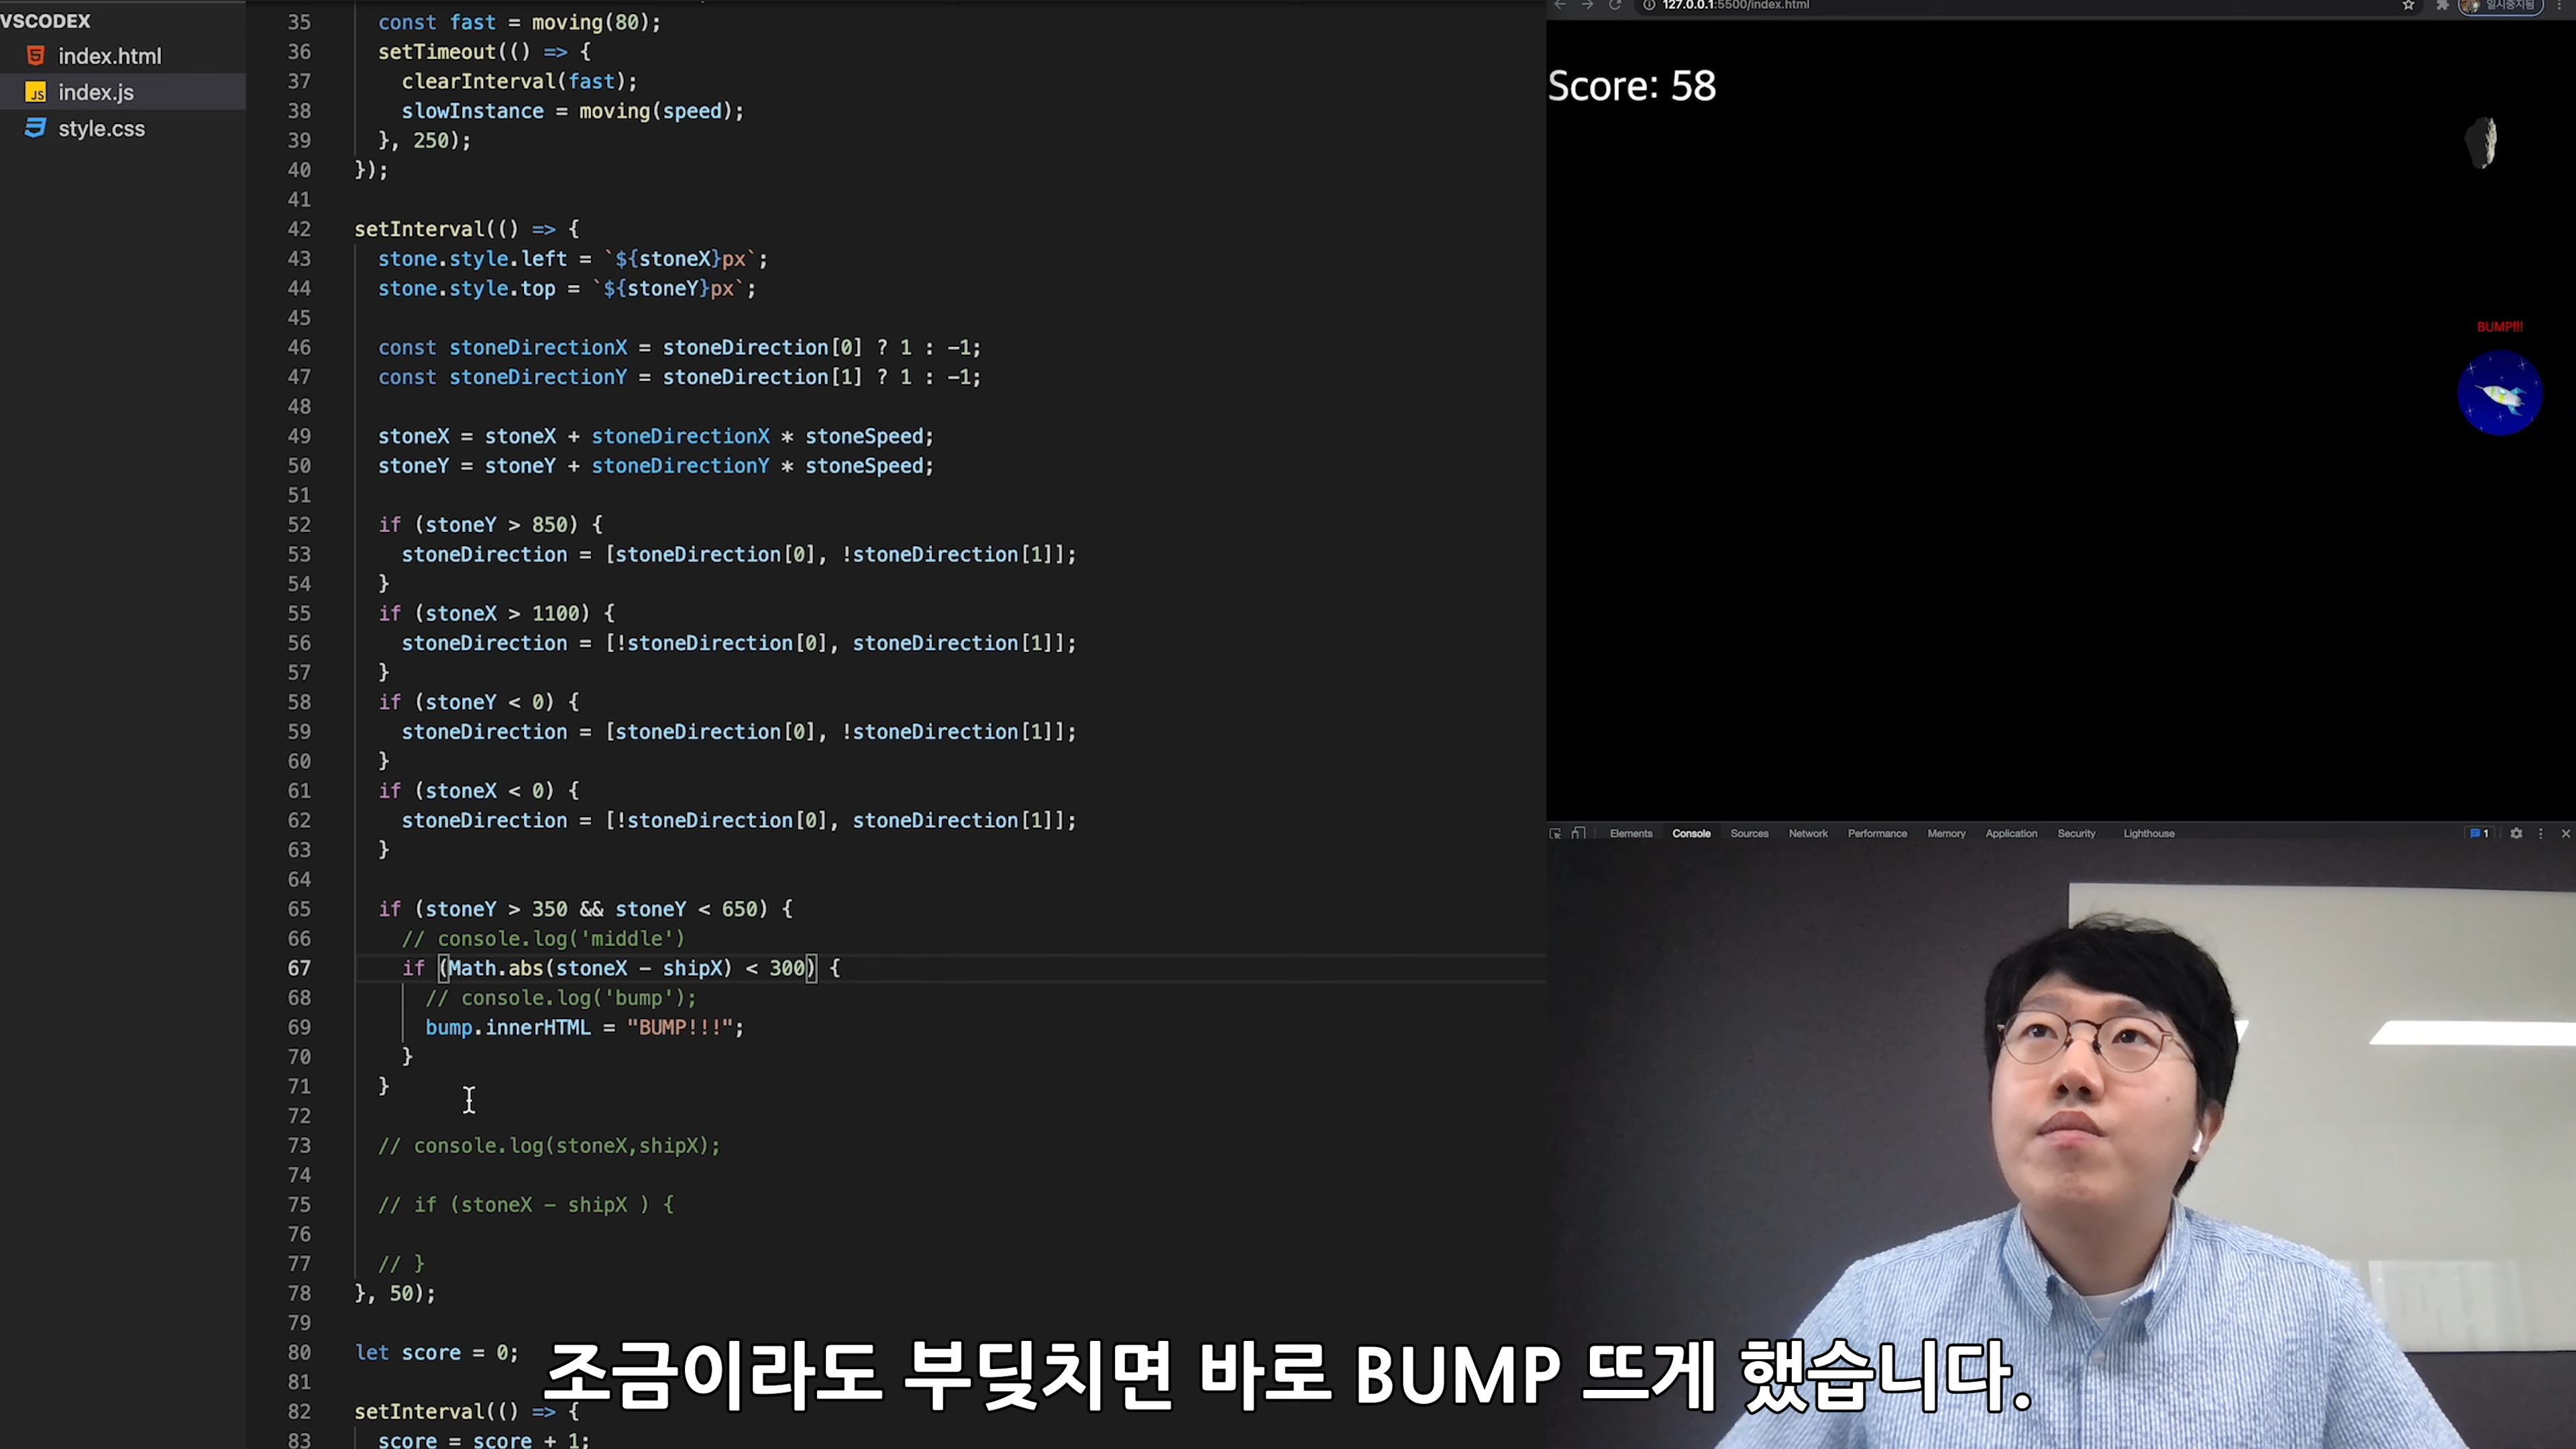 VSCODEX
index.html
JS index.js
style.css
35 const fast = moving(80);
36 setTimeout(() => {
37 clearInterval(fast);
38 slowInstance = moving(speed);
39 }, 250);
40 });
41
42 setInterval(() => {
43 stone.style.left = `${stoneX}px`;
44 stone.style.top = `${stoneY}px`;
45
46 const stoneDirectionX = stoneDirection[0] ? 1 : -1;
47 const stoneDirectionY = stoneDirection[1] ? 1 : -1;
48
49 stoneX = stoneX + stoneDirectionX * stoneSpeed;
50 stoneY = stoneY + stoneDirectionY * stoneSpeed;
51
52 if (stoneY > 850) {
53 stoneDirection = [stoneDirection[0], !stoneDirection[1]];
54 }
55 if (stoneX > 1100) {
56 stoneDirection = [!stoneDirection[0], stoneDirection[1]];
57 }
58 if (stoneY < 0) {
59 stoneDirection = [stoneDirection[0], !stoneDirection[1]];
60 }
61 if (stoneX < 0) {
62 stoneDirection = [!stoneDirection[0], stoneDirection[1]];
63 }
64
65 if (stoneY > 350 && stoneY < 650) {
66 // console.log('middle')
67 if (Math.abs(stoneX - shipX) < 300) {
68 // console.log('bump');
69 bump.innerHTML = "BUMP!!!";
70 }
71 }
72
73 // console.log(stoneX,shipX);
74
75 // if (stoneX - shipX ) {
76
77 // }
78 }, 50);
79
80 let score = 0;
81
82 setInterval(() => {
83 score = score + 1;
127.0.0.1:5500/index.html
일시중지됨
Score: 58
BUMP!!!
Elements Console Sources Network Performance Memory Application Security Lighthouse 1
조금이라도 부딪치면 바로 BUMP 뜨게 했습니다.